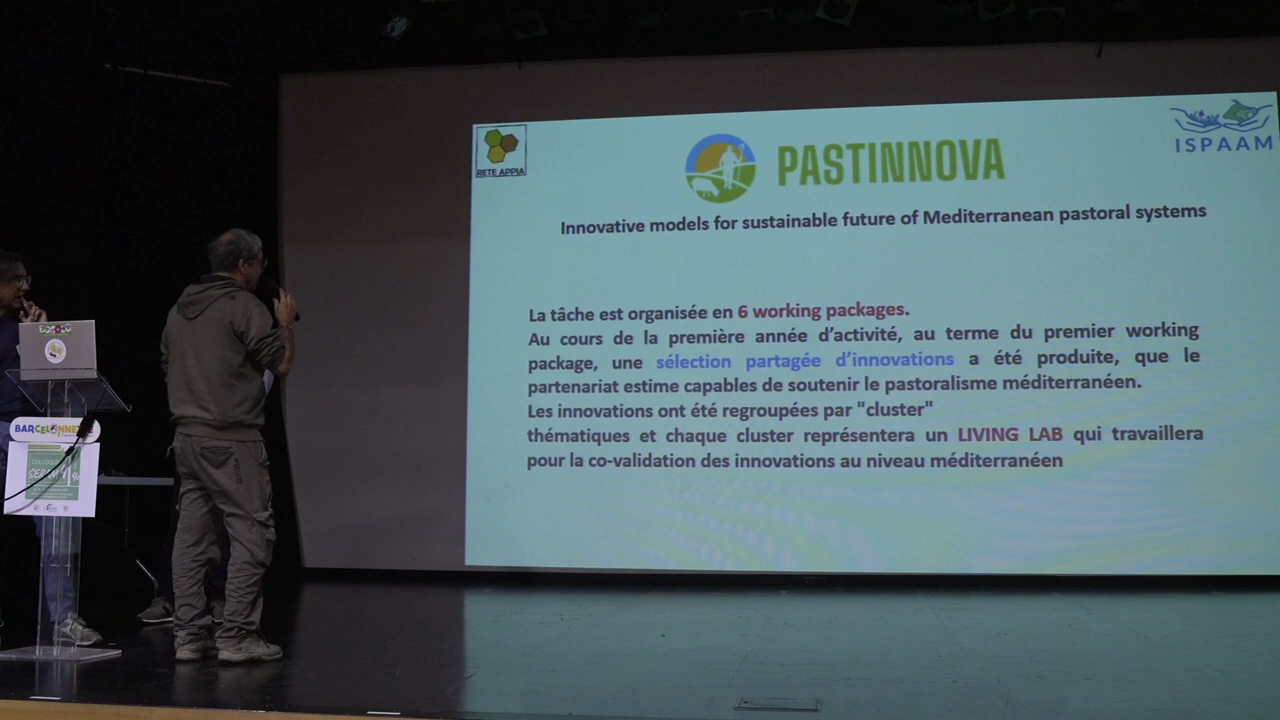 RETE APPIA
PASTINNOVA
ISPAAM
Innovative models for sustainable future of Mediterranean pastoral systems
La tâche est organisée en 6 working packages.
Au cours de la première année d’activité, au terme du premier working
package, une sélection partagée d’innovations a été produite, que le
partenariat estime capables de soutenir le pastoralisme méditerranéen.
Les innovations ont été regroupées par "cluster"
thématiques et chaque cluster représentera un LIVING LAB qui travaillera
pour la co-validation des innovations au niveau méditerranéen
COLLOQUE